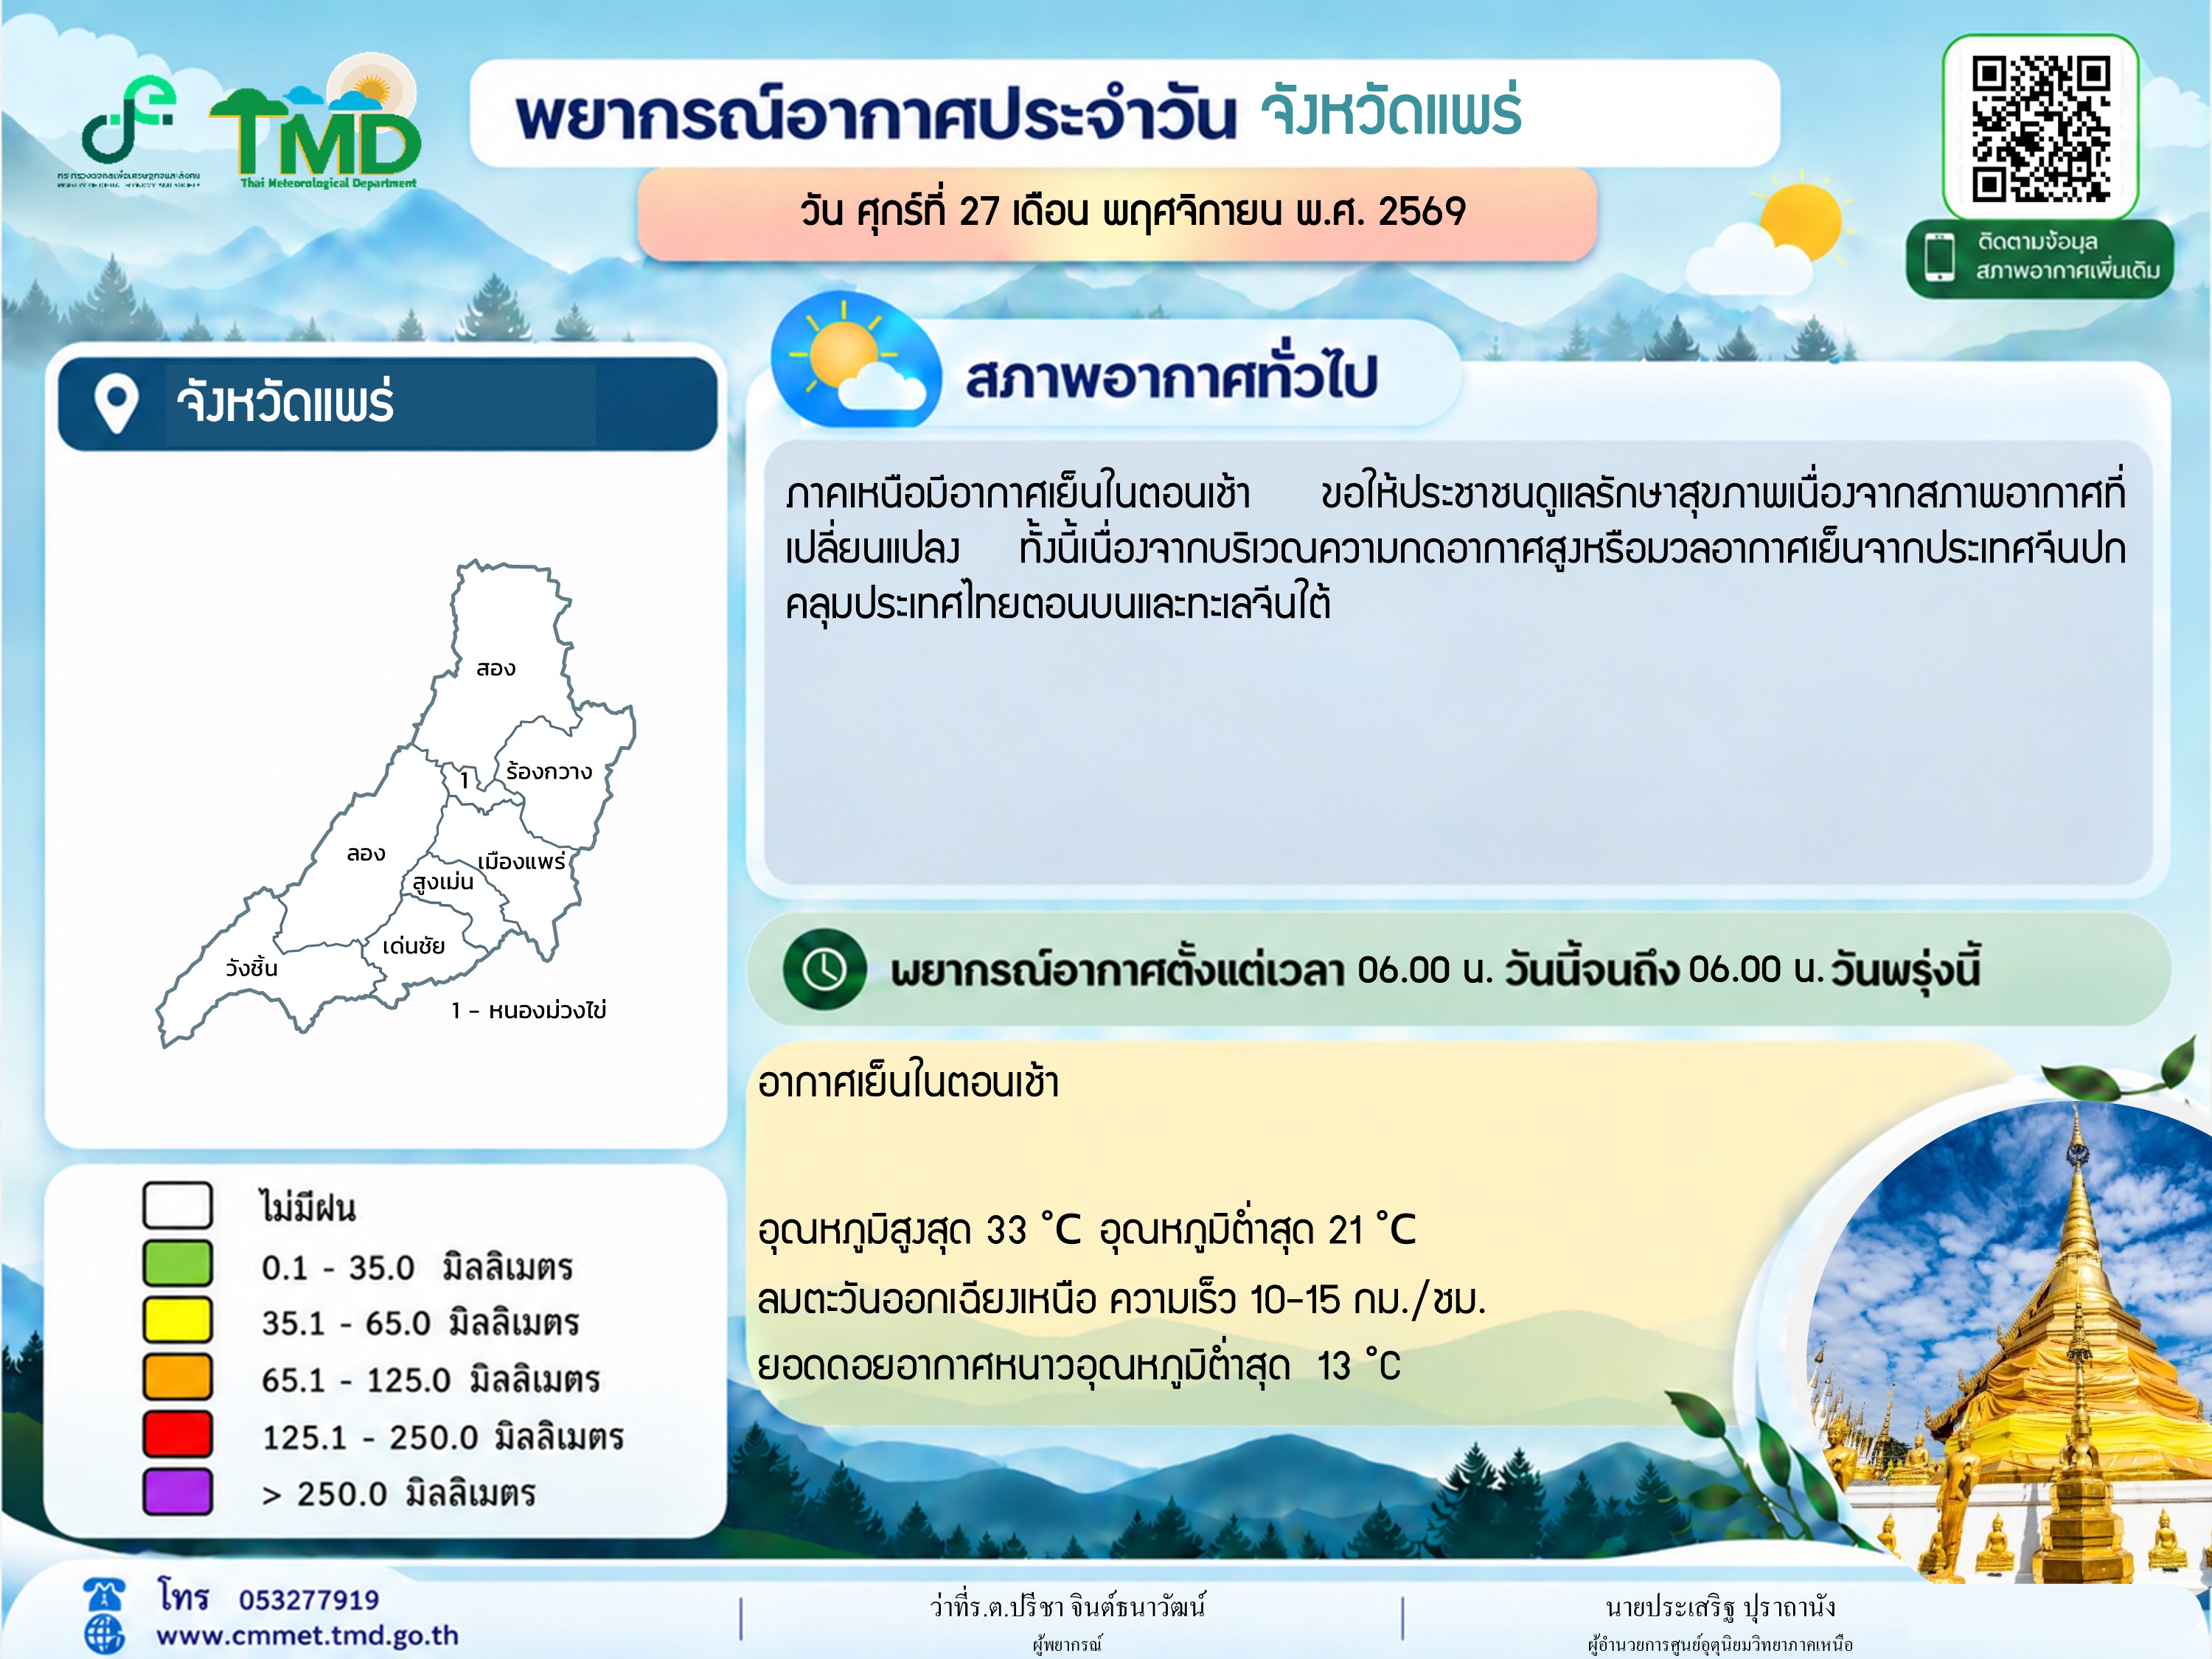 พยากรณ์อากาศประจำวัน จังหวัดแพร่
TMD
Thai Meteorological Department
วัน ศุกร์ที่ 27 เดือน พฤศจิกายน พ.ศ. 2569
ติดตามข้อมูล
สภาพอากาศเพิ่มเติม
จังหวัดแพร่
สอง
ร้องกวาง
1
ลอง
เมืองแพร่
สูงเม่น
เด่นชัย
วังชิ้น
1 - หนองม่วงไข่
ไม่มีฝน
0.1 - 35.0 มิลลิเมตร
35.1 - 65.0 มิลลิเมตร
65.1 - 125.0 มิลลิเมตร
125.1 - 250.0 มิลลิเมตร
> 250.0 มิลลิเมตร
สภาพอากาศทั่วไป
ภาคเหนือมีอากาศเย็นในตอนเช้า ขอให้ประชาชนดูแลรักษาสุขภาพเนื่องจากสภาพอากาศที่
เปลี่ยนแปลง ทั้งนี้เนื่องจากบริเวณความกดอากาศสูงหรือมวลอากาศเย็นจากประเทศจีนปก
คลุมประเทศไทยตอนบนและทะเลจีนใต้
พยากรณ์อากาศตั้งแต่เวลา 06.00 น. วันนี้จนถึง 06.00 น. วันพรุ่งนี้
อากาศเย็นในตอนเช้า
อุณหภูมิสูงสุด 33 °C อุณหภูมิต่ำสุด 21 °C
ลมตะวันออกเฉียงเหนือ ความเร็ว 10-15 กม./ชม.
ยอดดอยอากาศหนาวอุณหภูมิต่ำสุด 13 °C
โทร 053277919
www.cmmet.tmd.go.th
ว่าที่ร.ต.ปรีชา จินต์ธนาวัฒน์
ผู้พยากรณ์
นายประเสริฐ ปุราถานัง
ผู้อำนวยการศูนย์อุตุนิยมวิทยาภาคเหนือ